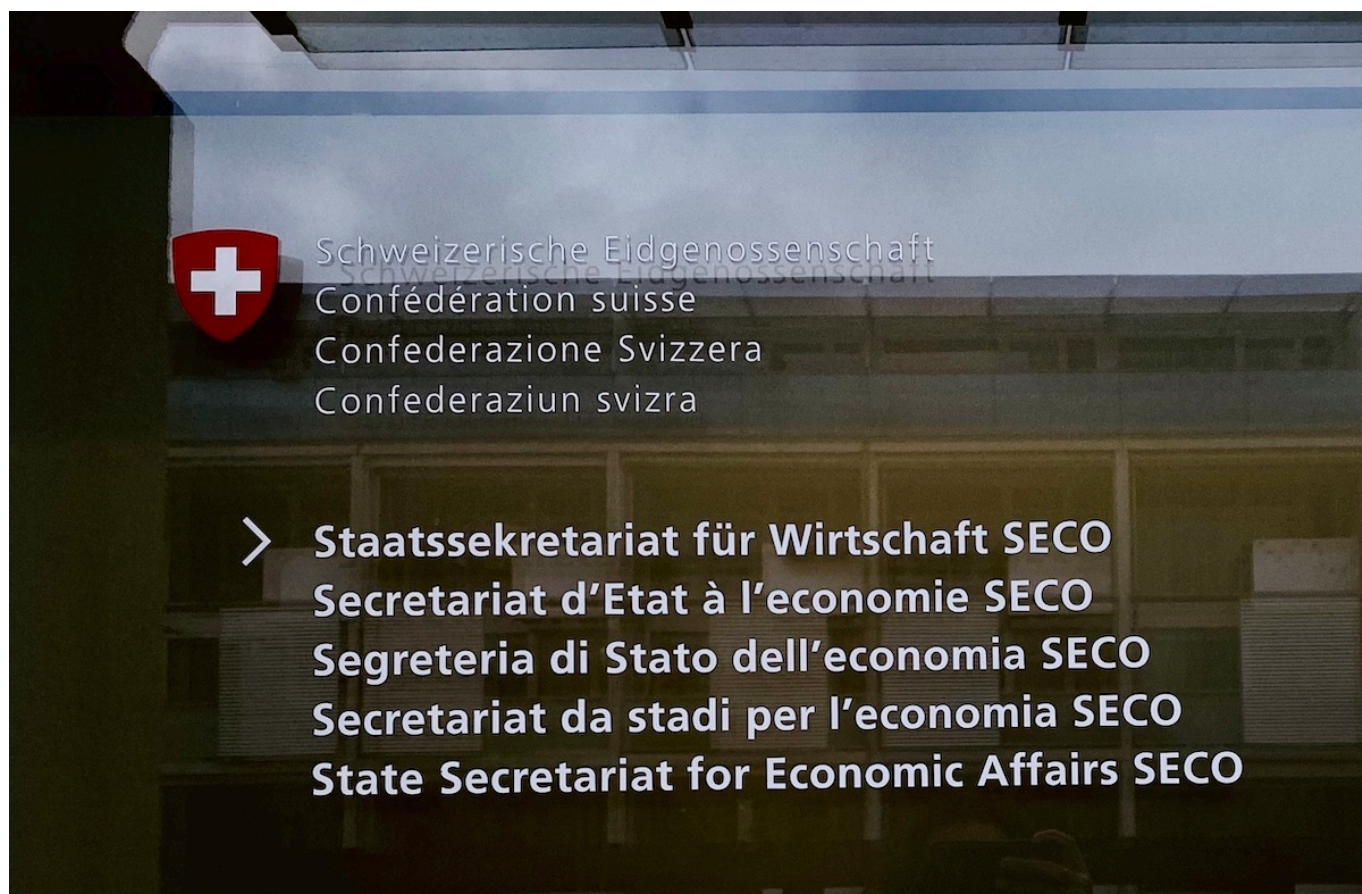 Schweizerische Eidgenossenschaft
Confédération suisse
Confederazione Svizzera
Confederaziun svizra
Staatssekretariat für Wirtschaft SECO
Secretariat d’Etat à l’economie SECO
Segreteria di Stato dell’economia SECO
Secretariat da stadi per l’economia SECO
State Secretariat for Economic Affairs SECO